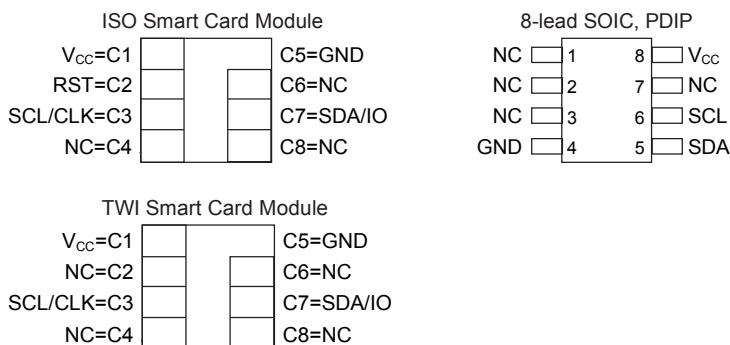 ISO Smart Card Module
VCC=C1 C5=GND
RST=C2 C6=NC
SCL/CLK=C3 C7=SDA/IO
NC=C4 C8=NC
8-lead SOIC, PDIP
NC 1 8 VCC
NC 2 7 NC
NC 3 6 SCL
GND 4 5 SDA
TWI Smart Card Module
VCC=C1 C5=GND
NC=C2 C6=NC
SCL/CLK=C3 C7=SDA/IO
NC=C4 C8=NC